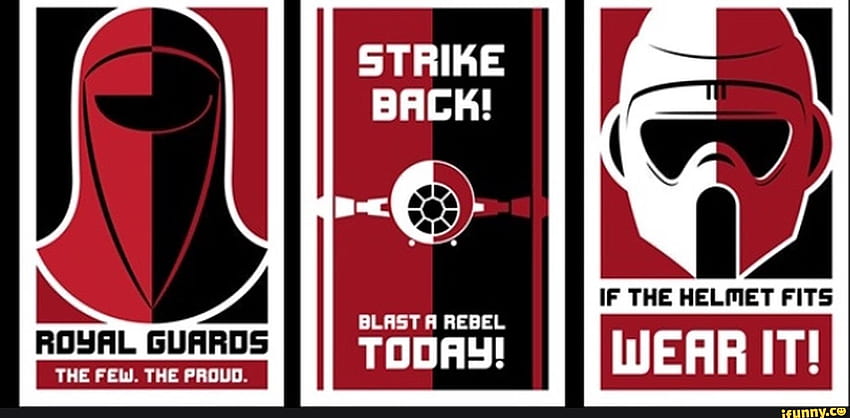 ROYAL GUARDS
THE FEW. THE PROUD.
STRIKE
BACK!
BLAST A REBEL
TODAY!
IF THE HELMET FITS
WEAR IT!
ifunny.co